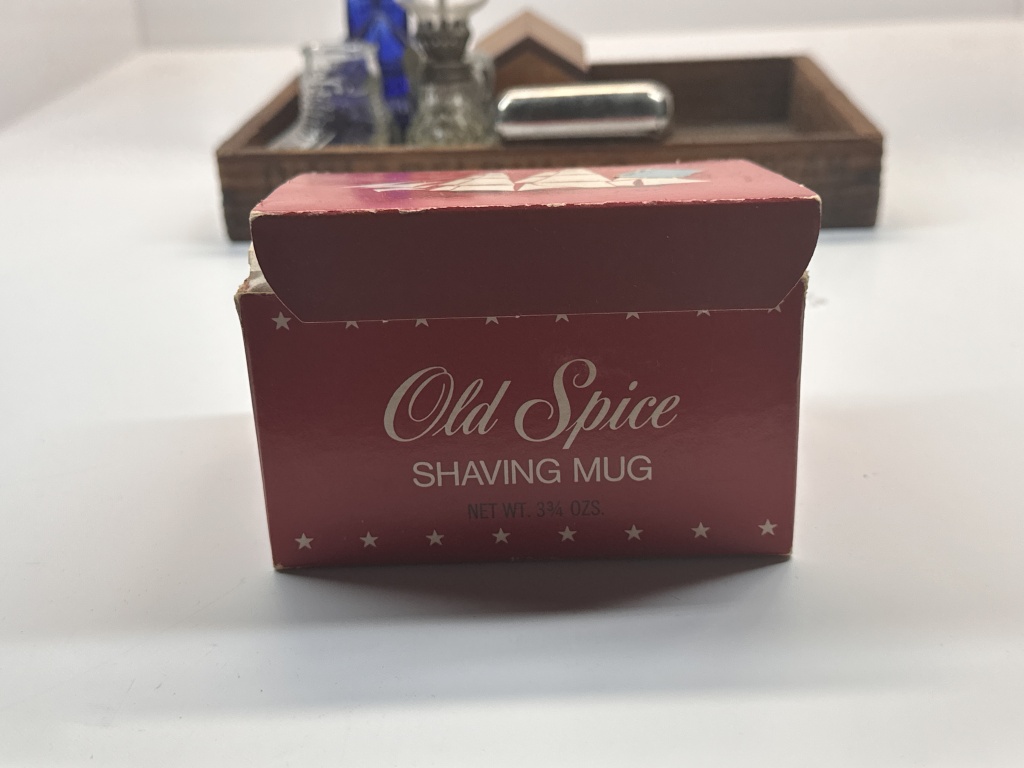 Old Spice
SHAVING MUG
NET WT. 3¾ OZS.